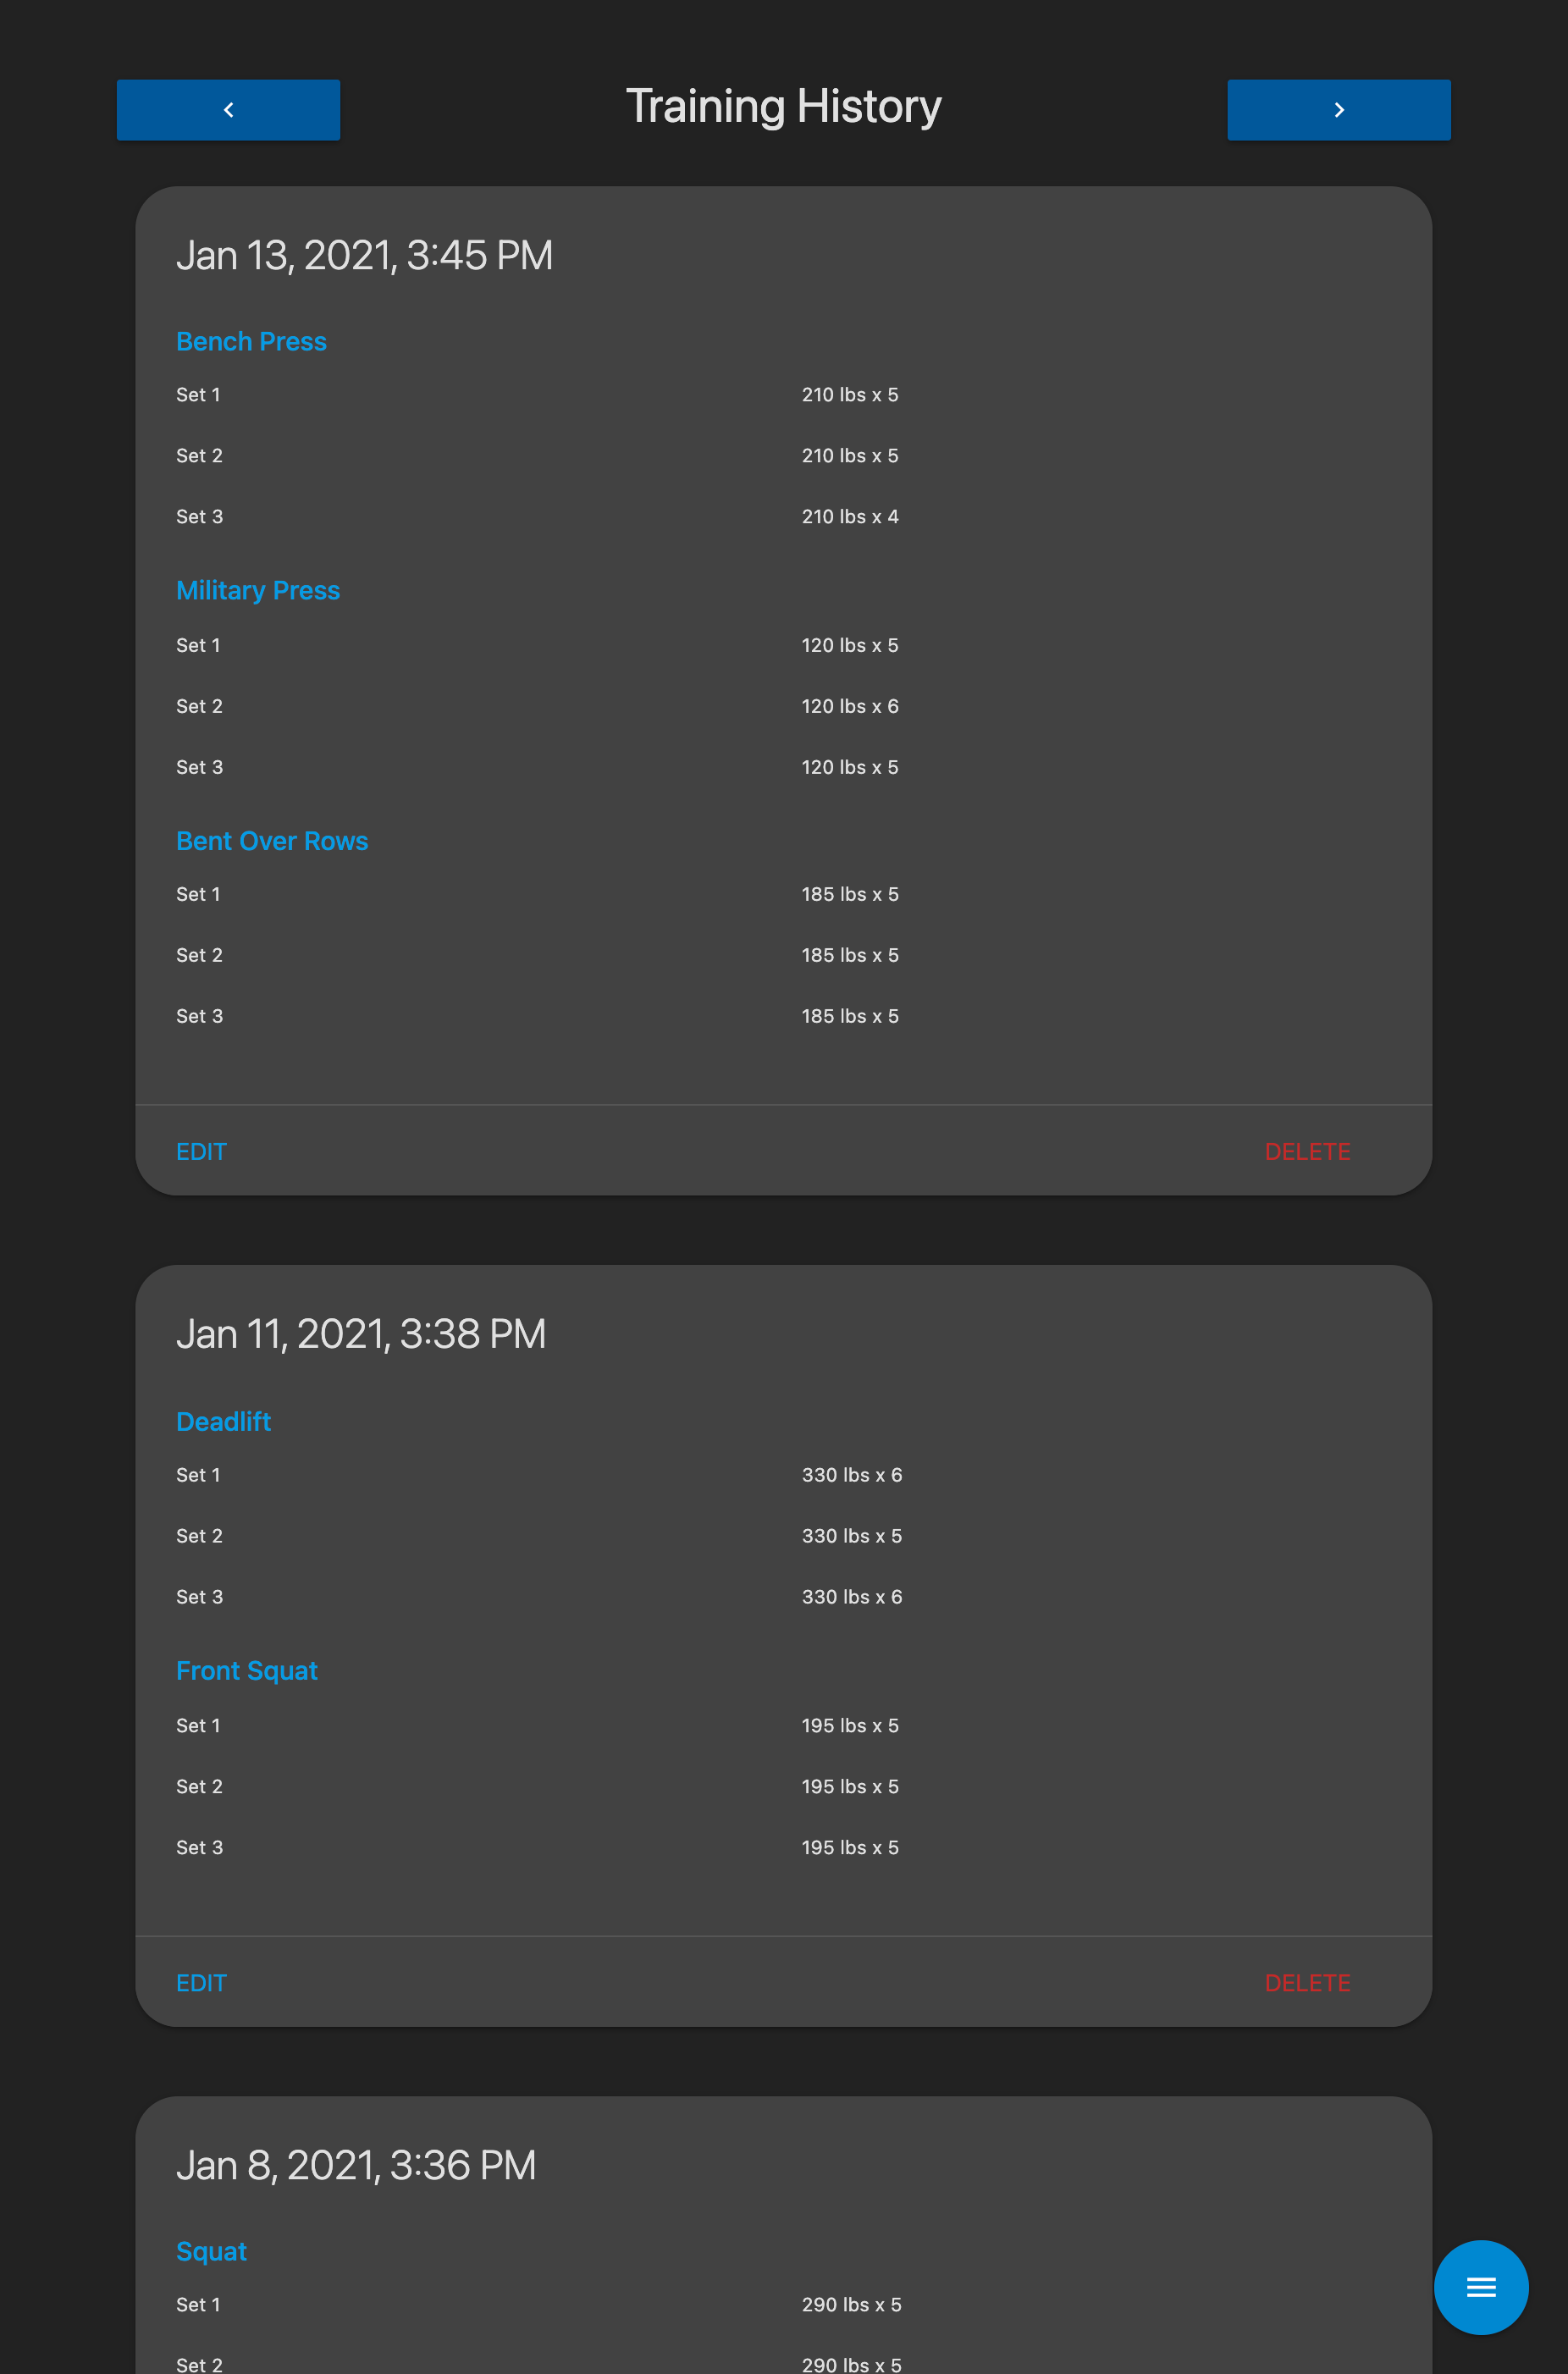 Training History
Jan 13, 2021, 3:45 PM
Bench Press
Set 1 210 lbs x 5
Set 2 210 lbs x 5
Set 3 210 lbs x 4
Military Press
Set 1 120 lbs x 5
Set 2 120 lbs x 6
Set 3 120 lbs x 5
Bent Over Rows
Set 1 185 lbs x 5
Set 2 185 lbs x 5
Set 3 185 lbs x 5
EDIT DELETE
Jan 11, 2021, 3:38 PM
Deadlift
Set 1 330 lbs x 6
Set 2 330 lbs x 5
Set 3 330 lbs x 6
Front Squat
Set 1 195 lbs x 5
Set 2 195 lbs x 5
Set 3 195 lbs x 5
EDIT DELETE
Jan 8, 2021, 3:36 PM
Squat
Set 1 290 lbs x 5
Set 2 290 lbs x 5